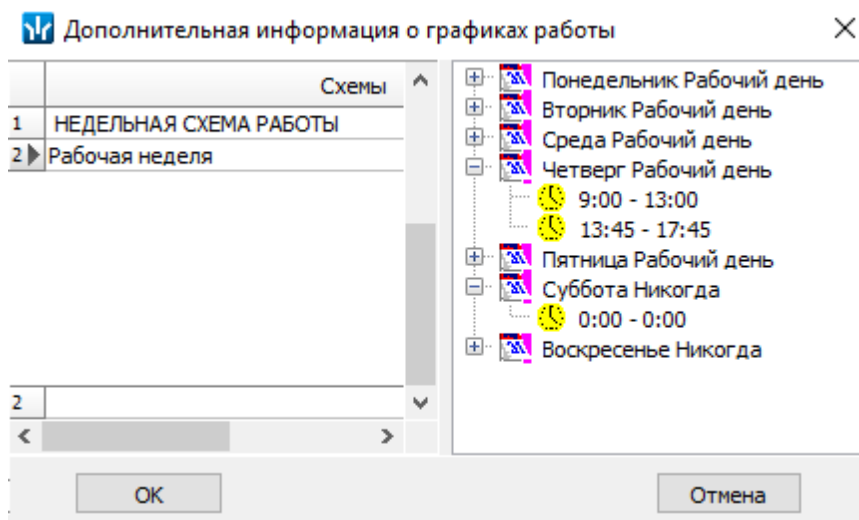 Дополнительная информация о графиках работы
Схемы
1 НЕДЕЛЬНАЯ СХЕМА РАБОТЫ
2 Рабочая неделя
2
Понедельник Рабочий день
Вторник Рабочий день
Среда Рабочий день
Четверг Рабочий день
9:00 - 13:00
13:45 - 17:45
Пятница Рабочий день
Суббота Никогда
0:00 - 0:00
Воскресенье Никогда
ОК
Отмена